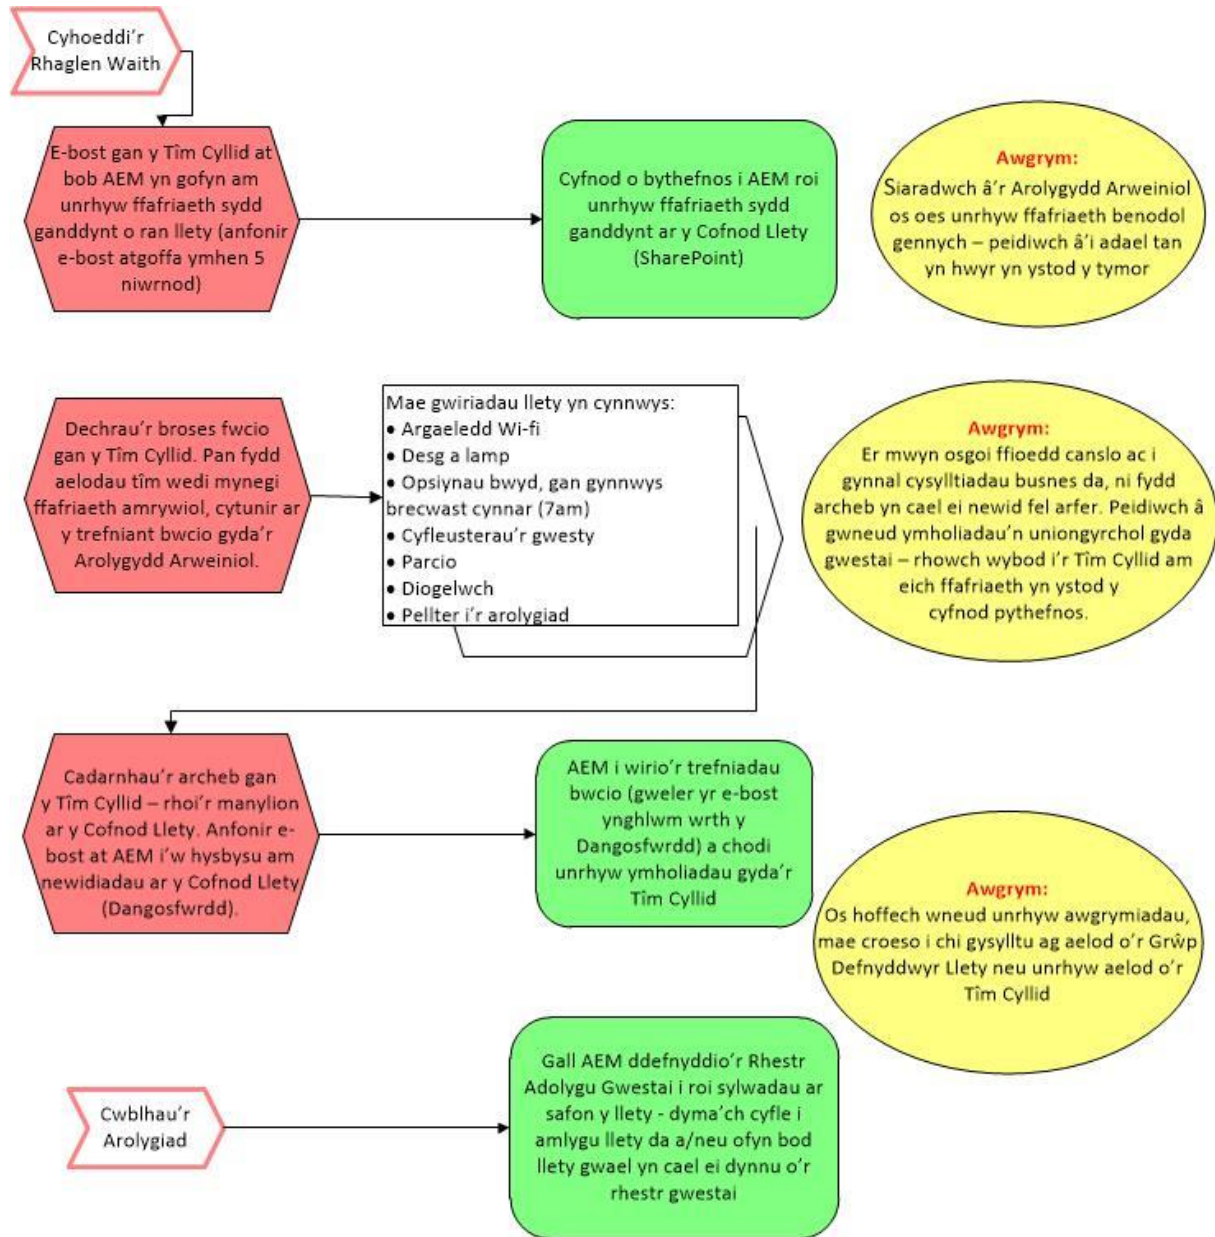 Cyhoeddi’r
Rhaglen Waith
E-bost gan y Tîm Cyllid at
bob AEM yn gofyn am
unrhyw ffafriaeth sydd
ganddynt o ran llety (anfonir
e-bost atgoffa ymhen 5
niwrnod)
Cyfnod o bythefnos i AEM roi
unrhyw ffafriaeth sydd
ganddynt ar y Cofnod Llety
(SharePoint)
Awgrym:
Siaradwch â’r Arolygydd Arweiniol
os oes unrhyw ffafriaeth benodol
gennych – peidiwch â’i adael tan
yn hwyr yn ystod y tymor
Dechrau’r broses fwcio
gan y Tîm Cyllid. Pan fydd
aelodau tîm wedi mynegi
ffafriaeth amrywiol, cytunir ar
y trefniant bwcio gyda’r
Arolygydd Arweiniol.
Mae gwiriadau llety yn cynnwys:
● Argaeledd Wi-fi
● Desg a lamp
● Opsiynau bwyd, gan gynnwys
brecwast cynnar (7am)
● Cyfleusterau’r gwesty
● Parcio
● Diogelwch
● Pellter i’r arolygiad
Awgrym:
Er mwyn osgoi ffioedd canslo ac i
gynnal cysylltiadau busnes da, ni fydd
archeb yn cael ei newid fel arfer. Peidiwch â
gwneud ymholiadau’n uniongyrchol gyda
gwestai – rhowch wybod i’r Tîm Cyllid am
eich ffafriaeth yn ystod y
cyfnod pythefnos.
Cadarnhau’r archeb gan
y Tîm Cyllid – rhoi’r manylion
ar y Cofnod Llety. Anfonir e-
bost at AEM i’w hysbysu am
newidiadau ar y Cofnod Llety
(Dangosfwrdd).
AEM i wirio’r trefniadau
bwcio (gweler yr e-bost
ynghlwm wrth y
Dangosfwrdd) a chodi
unrhyw ymholiadau gyda’r
Tîm Cyllid
Awgrym:
Os hoffech wneud unrhyw awgrymiadau,
mae croeso i chi gysylltu ag aelod o’r Grŵp
Defnyddwyr Llety neu unrhyw aelod o’r
Tîm Cyllid
Cwblhau’r
Arolygiad
Gall AEM ddefnyddio’r Rhestr
Adolygu Gwestai i roi sylwadau ar
safon y llety - dyma’ch cyfle i
amlygu llety da a/neu ofyn bod
llety gwael yn cael ei dynnu o’r
rhestr gwestai